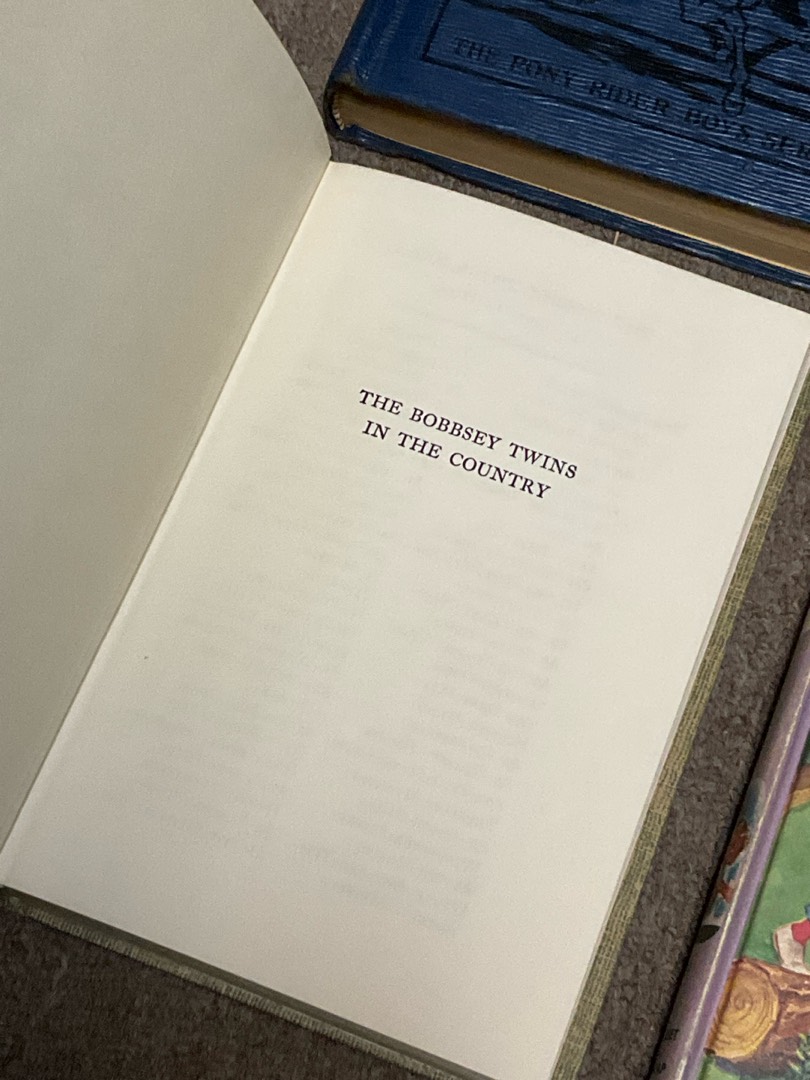 THE PONY RIDER BOYS
THE BOBBSEY TWINS
IN THE COUNTRY